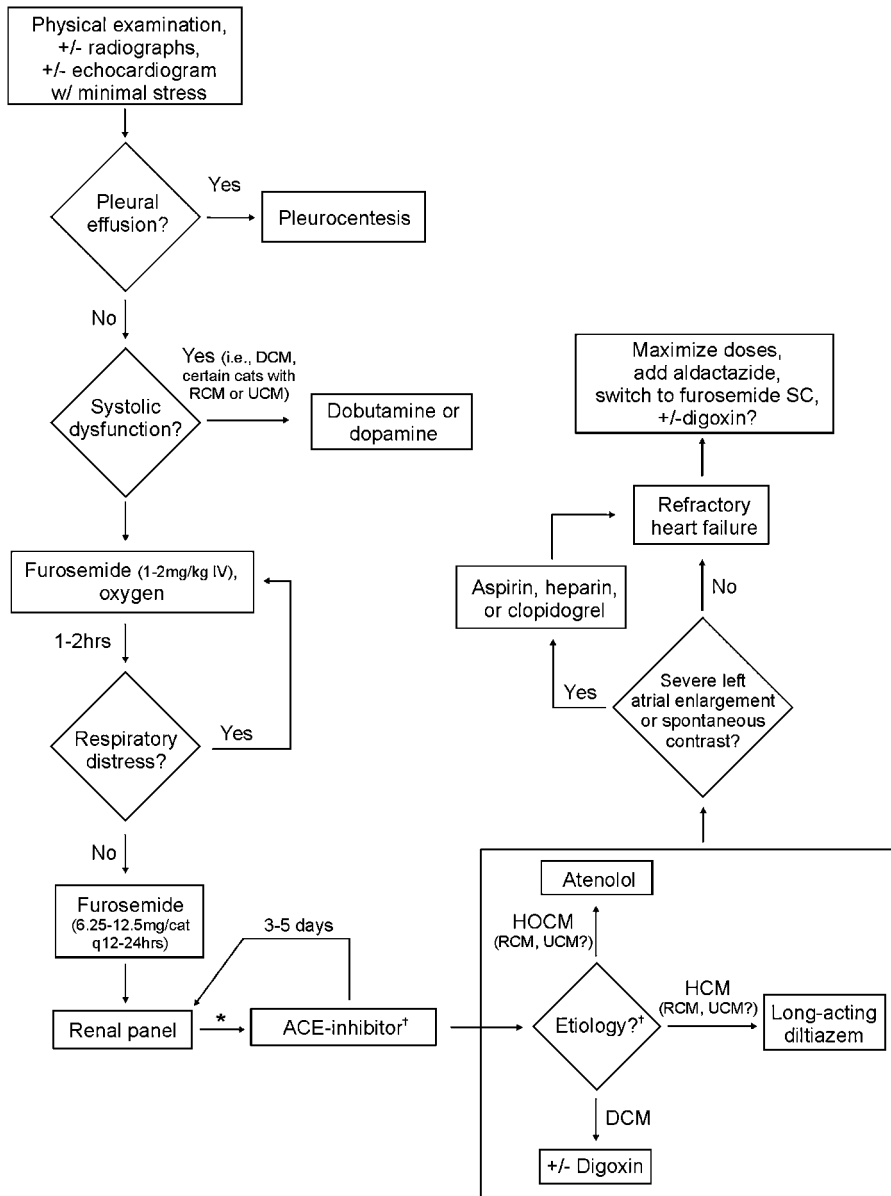 Physical examination,
+/- radiographs,
+/- echocardiogram
w/ minimal stress
Pleural
effusion?
Yes
Pleurocentesis
No
Systolic
dysfunction?
Yes (i.e., DCM,
certain cats with
RCM or UCM)
Dobutamine or
dopamine
Furosemide (1-2mg/kg IV),
oxygen
1-2hrs
Respiratory
distress?
Yes
No
Furosemide
(6.25-12.5mg/cat
q12-24hrs)
3-5 days
Renal panel
*
ACE-inhibitor†
Etiology?†
HOCM
(RCM, UCM?)
Atenolol
HCM
(RCM, UCM?)
Long-acting
diltiazem
DCM
+/- Digoxin
Severe left
atrial enlargement
or spontaneous
contrast?
Yes
Aspirin, heparin,
or clopidogrel
No
Refractory
heart failure
Maximize doses,
add aldactazide,
switch to furosemide SC,
+/-digoxin?